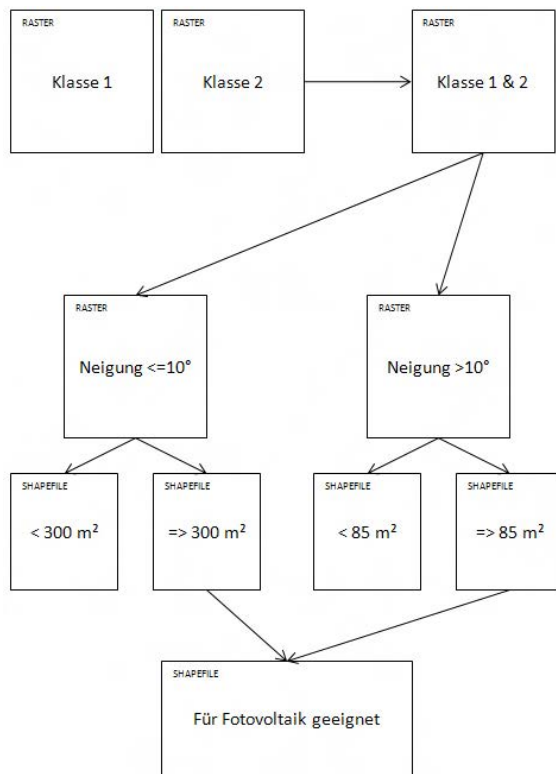 RASTER
Klasse 1
RASTER
Klasse 2
RASTER
Klasse 1 & 2
RASTER
Neigung <=10°
RASTER
Neigung >10°
SHAPEFILE
< 300 m²
SHAPEFILE
=> 300 m²
SHAPEFILE
< 85 m²
SHAPEFILE
=> 85 m²
SHAPEFILE
Für Fotovoltaik geeignet